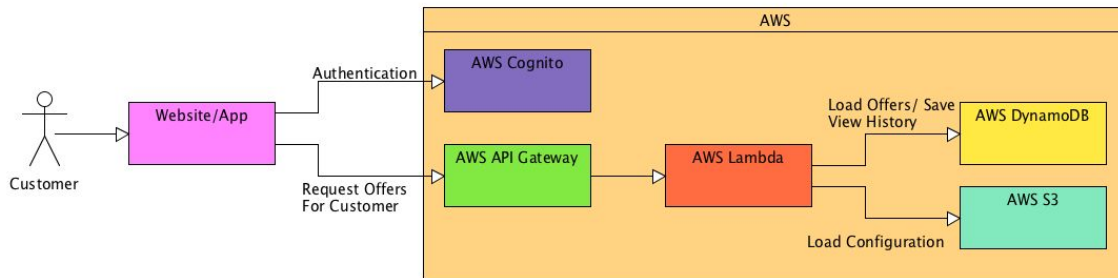 AWS
Authentication
AWS Cognito
Website/App
Load Offers/ Save
View History
AWS DynamoDB
AWS API Gateway
AWS Lambda
Customer
Request Offers
For Customer
AWS S3
Load Configuration